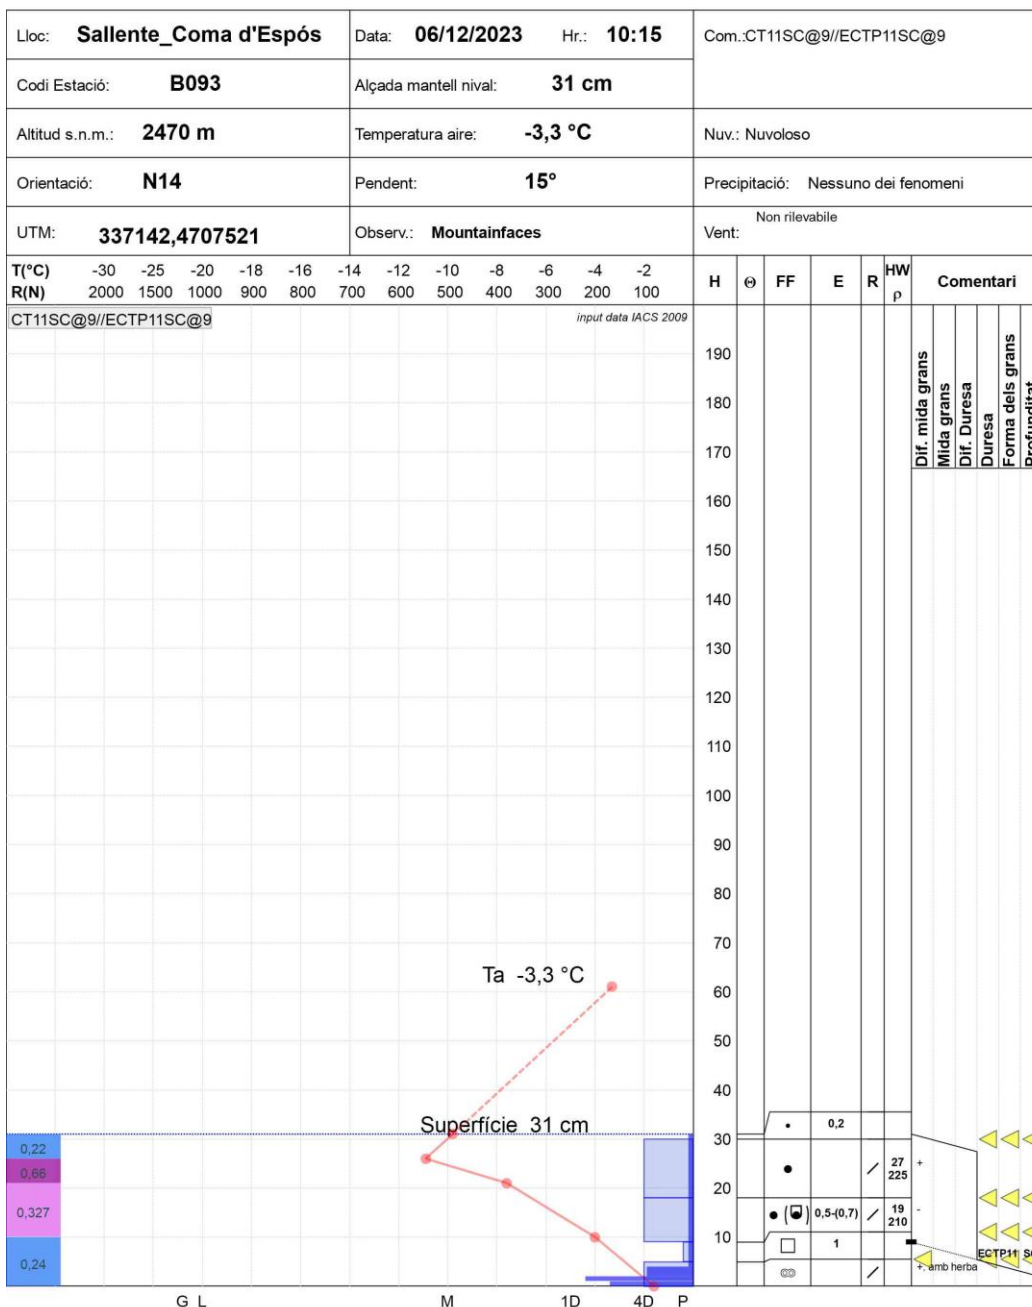 Lloc: Sallente_Coma d'Espós Data: 06/12/2023 Hr.: 10:15 Com.:CT11SC@9//ECTP11SC@9
Codi Estació: B093 Alçada mantell nival: 31 cm
Altitud s.n.m.: 2470 m Temperatura aire: -3,3 °C Nuv.: Nuvoloso
Orientació: N14 Pendent: 15° Precipitació: Nessuno dei fenomeni
UTM: 337142,4707521 Observ.: Mountainfaces Vent: Non rilevabile
T(°C) -30 -25 -20 -18 -16 -14 -12 -10 -8 -6 -4 -2
R(N) 2000 1500 1000 900 800 700 600 500 400 300 200 100
H Θ FF E R HW ρ Comentari
CT11SC@9//ECTP11SC@9 input data IACS 2009
Dif. mida grans
Mida grans
Dif. Duresa
Duresa
Forma dels grans
Profunditat
190
180
170
160
150
140
130
120
110
100
90
80
70
Ta -3,3 °C
60
50
40
Superfície 31 cm
0,2
30
0,22
27
225
+
0,66
20
0,327
0,5-(0,7)
19
210
-
10
1
ECTP11 S
0,24
+. amb herba
G L M 1D 4D P